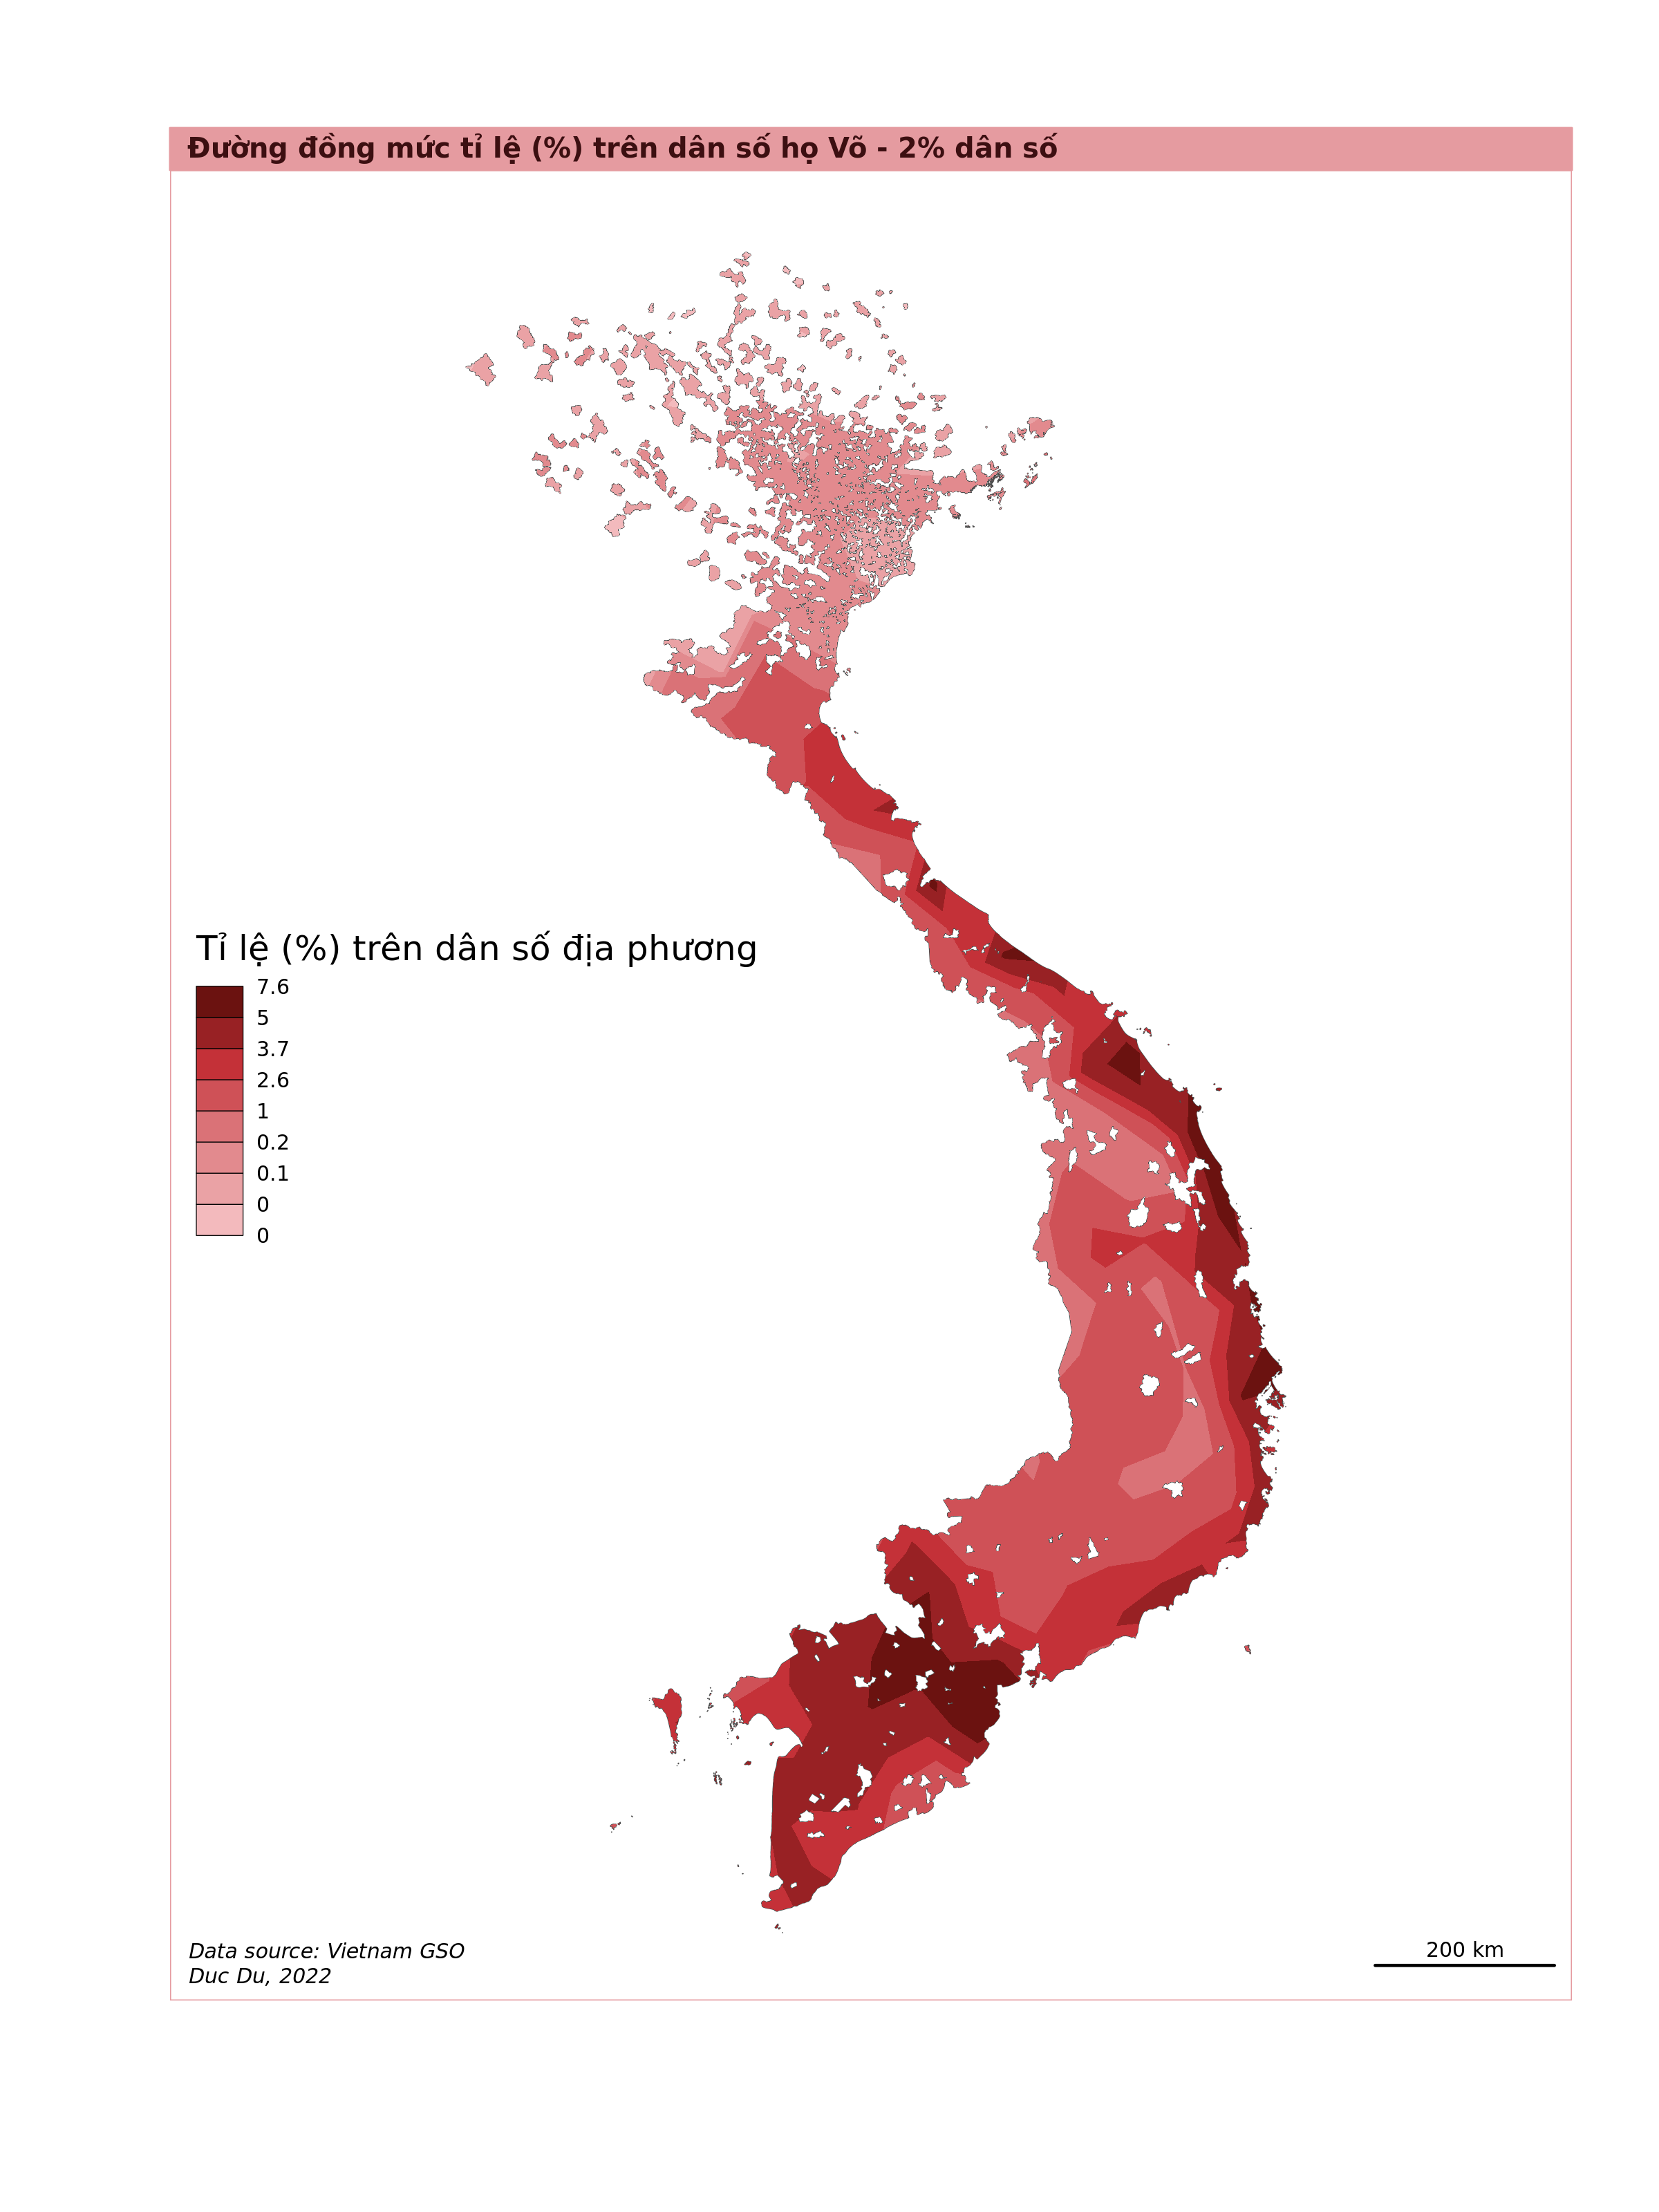 Đường đồng mức tỉ lệ (%) trên dân số họ Võ - 2% dân số
Tỉ lệ (%) trên dân số địa phương
7.6
5
3.7
2.6
1
0.2
0.1
0
0
Data source: Vietnam GSO
Duc Du, 2022
200 km